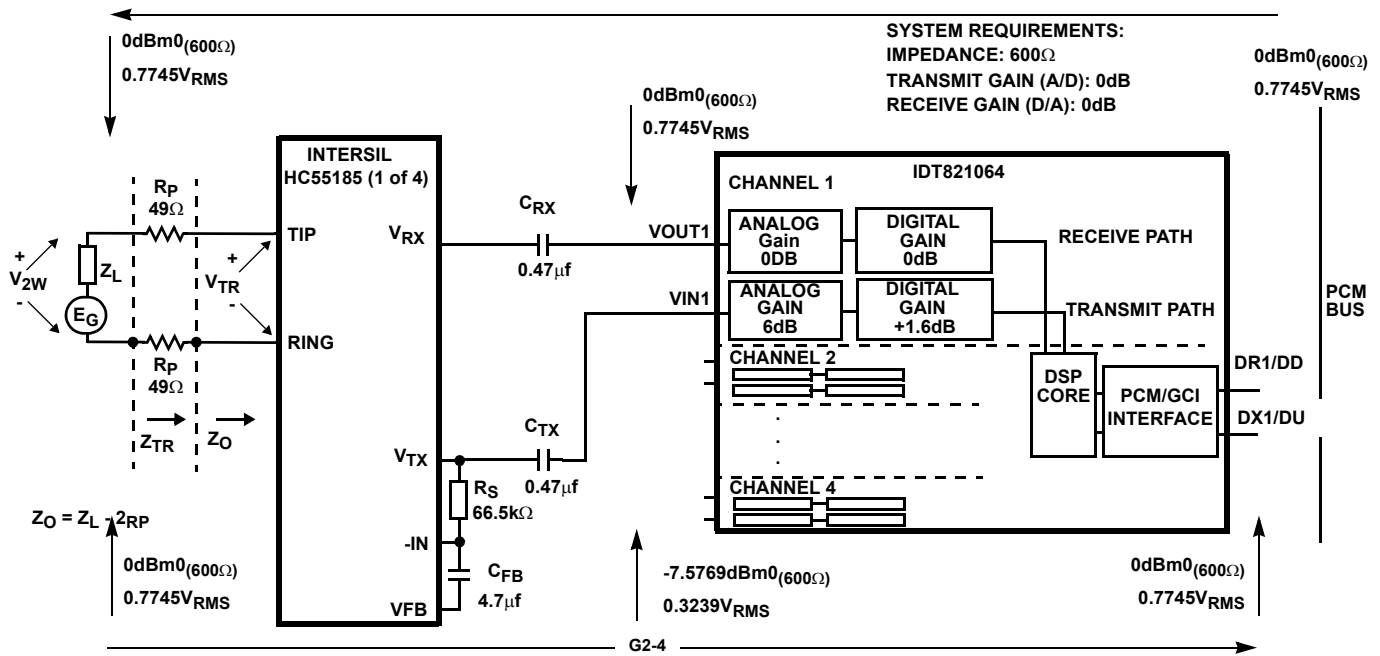 0dBm0(600Ω)
0.7745VRMS
SYSTEM REQUIREMENTS:
IMPEDANCE: 600Ω
TRANSMIT GAIN (A/D): 0dB
RECEIVE GAIN (D/A): 0dB
0dBm0(600Ω)
0.7745VRMS
0dBm0(600Ω)
0.7745VRMS
INTERSIL
HC55185 (1 of 4)
IDT821064
CHANNEL 1
RP
49Ω
CRX
0.47µf
TIP
VRX
VOUT1
ANALOG
Gain
0DB
DIGITAL
GAIN
0dB
RECEIVE PATH
+
V2W
-
ZL
EG
+
VTR
-
VIN1
ANALOG
GAIN
6dB
DIGITAL
GAIN
+1.6dB
TRANSMIT PATH
PCM
BUS
RING
RP
49Ω
CHANNEL 2
DSP
CORE
PCM/GCI
INTERFACE
DR1/DD
DX1/DU
ZTR
ZO
CTX
0.47µf
VTX
RS
66.5kΩ
CHANNEL 4
ZO = ZL - 2RP
-IN
CFB
4.7µf
VFB
0dBm0(600Ω)
0.7745VRMS
-7.5769dBm0(600Ω)
0.3239VRMS
0dBm0(600Ω)
0.7745VRMS
G2-4